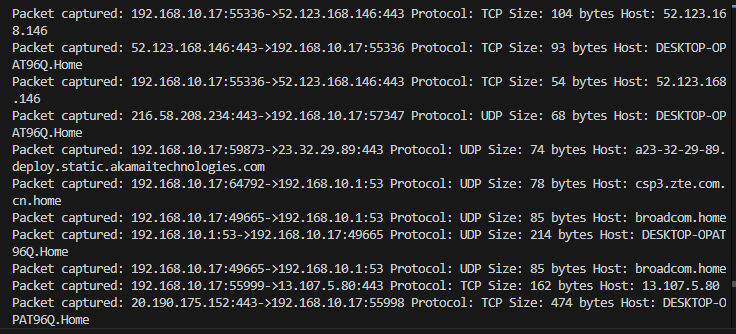 Packet captured: 192.168.10.17:55336->52.123.168.146:443 Protocol: TCP Size: 104 bytes Host: 52.123.16
8.146
Packet captured: 52.123.168.146:443->192.168.10.17:55336 Protocol: TCP Size: 93 bytes Host: DESKTOP-OP
AT96Q.Home
Packet captured: 192.168.10.17:55336->52.123.168.146:443 Protocol: TCP Size: 54 bytes Host: 52.123.168
.146
Packet captured: 216.58.208.234:443->192.168.10.17:57347 Protocol: UDP Size: 68 bytes Host: DESKTOP-OP
AT96Q.Home
Packet captured: 192.168.10.17:59873->23.32.29.89:443 Protocol: UDP Size: 74 bytes Host: a23-32-29-89.
deploy.static.akamaitechnologies.com
Packet captured: 192.168.10.17:64792->192.168.10.1:53 Protocol: UDP Size: 78 bytes Host: csp3.zte.com.
cn.home
Packet captured: 192.168.10.17:49665->192.168.10.1:53 Protocol: UDP Size: 85 bytes Host: broadcom.home
Packet captured: 192.168.10.1:53->192.168.10.17:49665 Protocol: UDP Size: 214 bytes Host: DESKTOP-OPAT
96Q.Home
Packet captured: 192.168.10.17:49665->192.168.10.1:53 Protocol: UDP Size: 85 bytes Host: broadcom.home
Packet captured: 192.168.10.17:55999->13.107.5.80:443 Protocol: TCP Size: 162 bytes Host: 13.107.5.80
Packet captured: 20.190.175.152:443->192.168.10.17:55998 Protocol: TCP Size: 474 bytes Host: DESKTOP-O
PAT96Q.Home